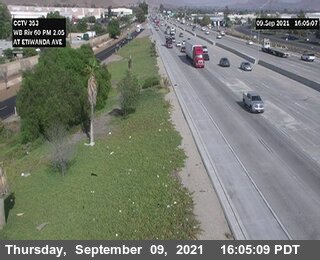 CCTV 353
WB Riv 60 PM 2.05
AT ETIWANDA AVE
09.Sep 2021 16:05:07
Thursday, September 09, 2021 16:05:09 PDT